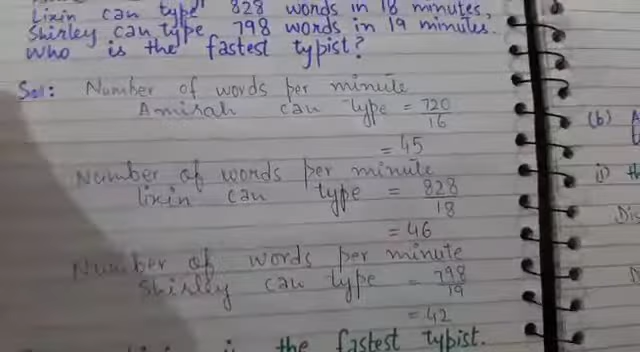 Lixin can type 828 words in 18 minutes.
Shirley can type 798 words in 19 minutes.
Who is the fastest typist?
Sol: Number of words per minute
Amirah can type = 720/16
= 45
Number of words per minute
lixin can type = 828/18
= 46
Number of words per minute
Shirley can type = 798/19
= 42
is the fastest typist.
(b)
i) th
Dis